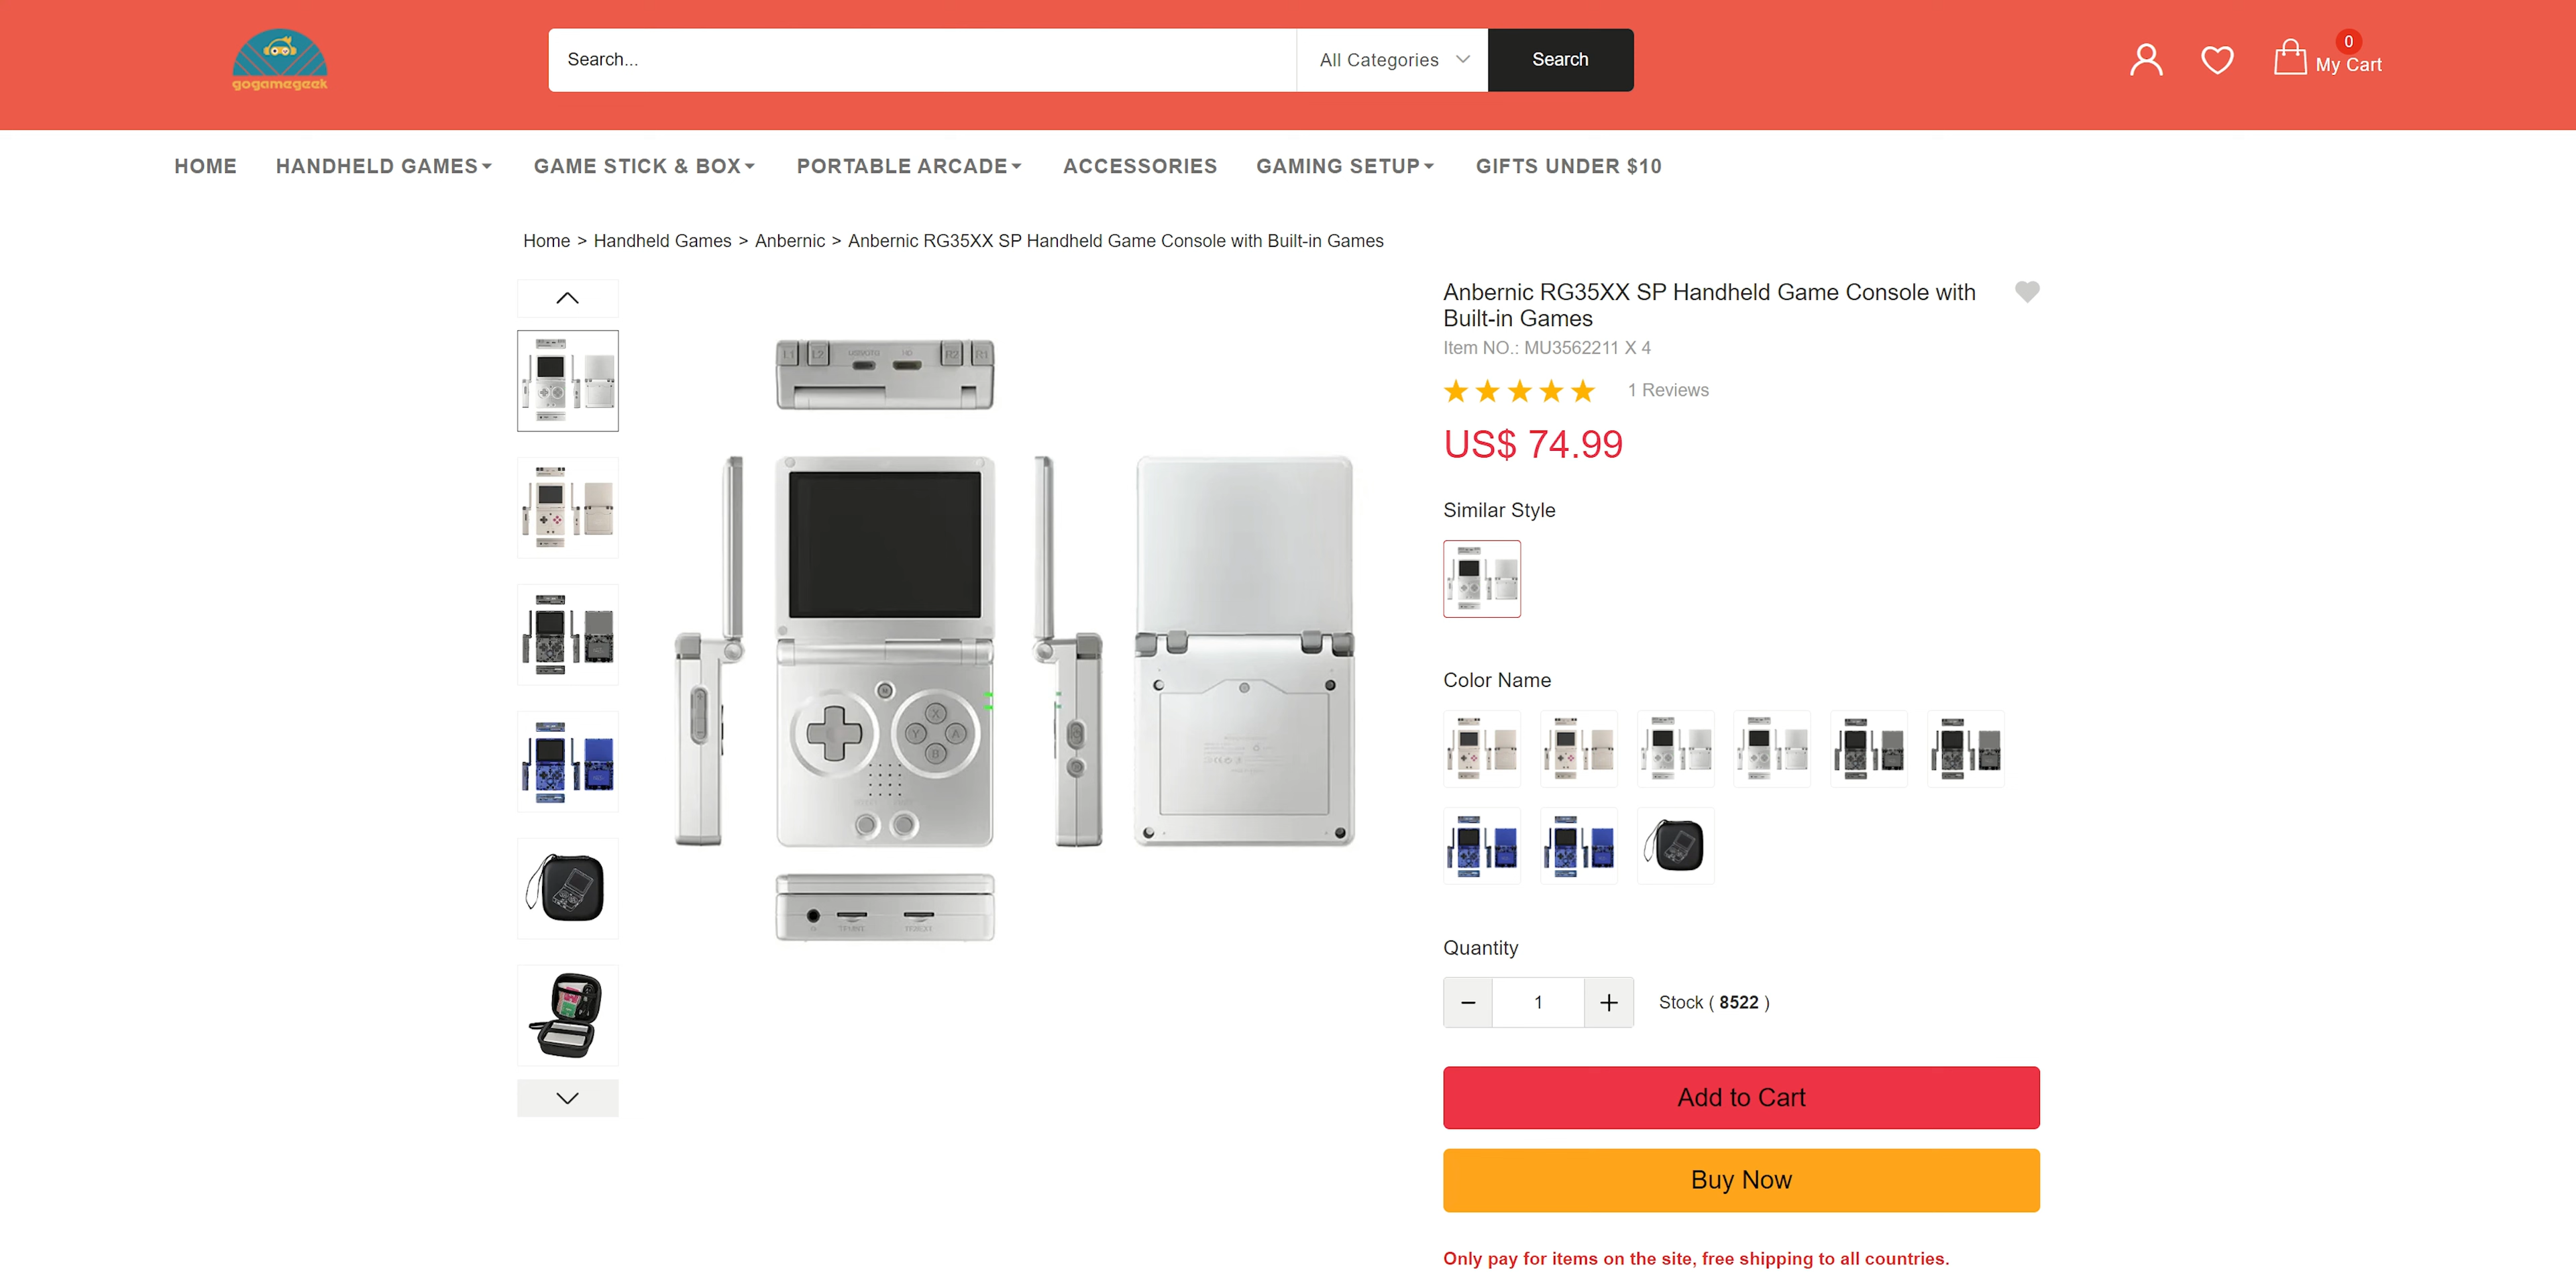 gogamegeek
Search...
All Categories
Search
0
My Cart
HOME
HANDHELD GAMES
GAME STICK & BOX
PORTABLE ARCADE
ACCESSORIES
GAMING SETUP
GIFTS UNDER $10
Home > Handheld Games > Anbernic > Anbernic RG35XX SP Handheld Game Console with Built-in Games
L1
L2
R2
R1
M
X
Y
A
B
Anbernic RG35XX SP Handheld Game Console with
Built-in Games
Item NO.: MU3562211 X 4
1 Reviews
US$ 74.99
Similar Style
Color Name
Quantity
1
Stock ( 8522 )
Add to Cart
Buy Now
Only pay for items on the site, free shipping to all countries.